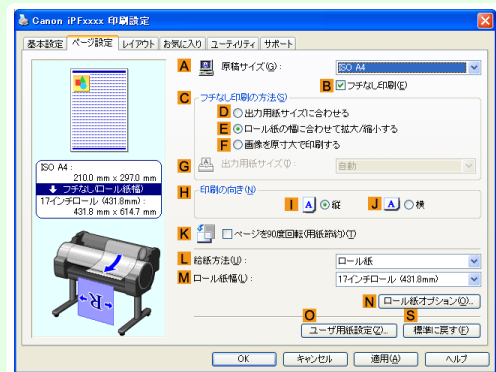 Canon iPFxxxx 印刷設定
基本設定 ページ設定 レイアウト お気に入り ユーティリティ サポート
A 原稿サイズ(Q): ISO A4
B フチなし印刷(E)
C フチなし印刷の方法(S)
D 出力用紙サイズに合わせる
E ロール紙の幅に合わせて拡大/縮小する
F 画像を原寸大で印刷する
G 出力用紙サイズ(I): 自動
ISO A4:
210.0 mm x 297.0 mm
フチなし(ロール紙幅)
17インチロール (431.8mm):
431.8 mm x 614.7 mm
H 印刷の向き(N)
I A 縦 J A 横
K ページを90度回転(用紙節約)(T)
L 給紙方法(U): ロール紙
M ロール紙幅(L): 17インチロール (431.8mm)
R
N ロール紙オプション(O)...
O S
ユーザ用紙設定(Z)... 標準に戻す(F)
OK キャンセル 適用(A) ヘルプ